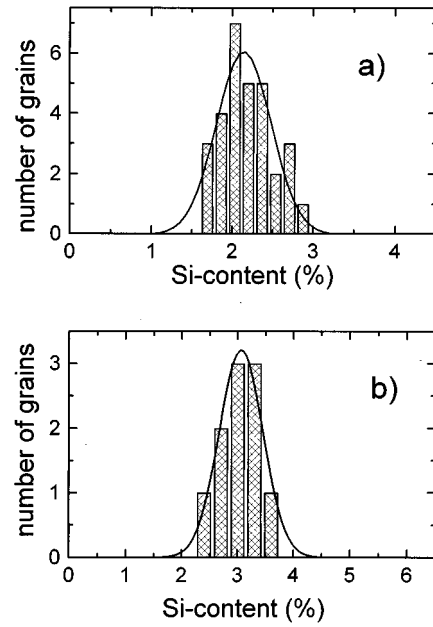 a)
number of grains
6
4
2
0
0 1 2 3 4
Si-content (%)
b)
number of grains
3
2
1
0
0 1 2 3 4 5 6
Si-content (%)